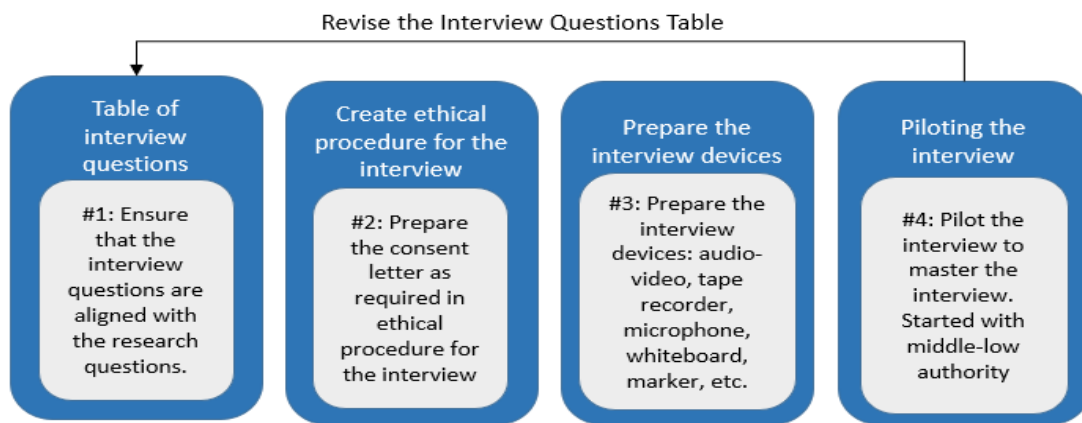 Revise the Interview Questions Table
Table of
interview
questions
#1: Ensure
that the
interview
questions are
aligned with
the research
questions.
Create ethical
procedure for the
interview
#2: Prepare
the consent
letter as
required in
ethical
procedure for
the interview
Prepare the
interview devices
#3: Prepare the
interview
devices: audio-
video, tape
recorder,
microphone,
whiteboard,
marker, etc.
Piloting the
interview
#4: Pilot the
interview to
master the
interview.
Started with
middle-low
authority